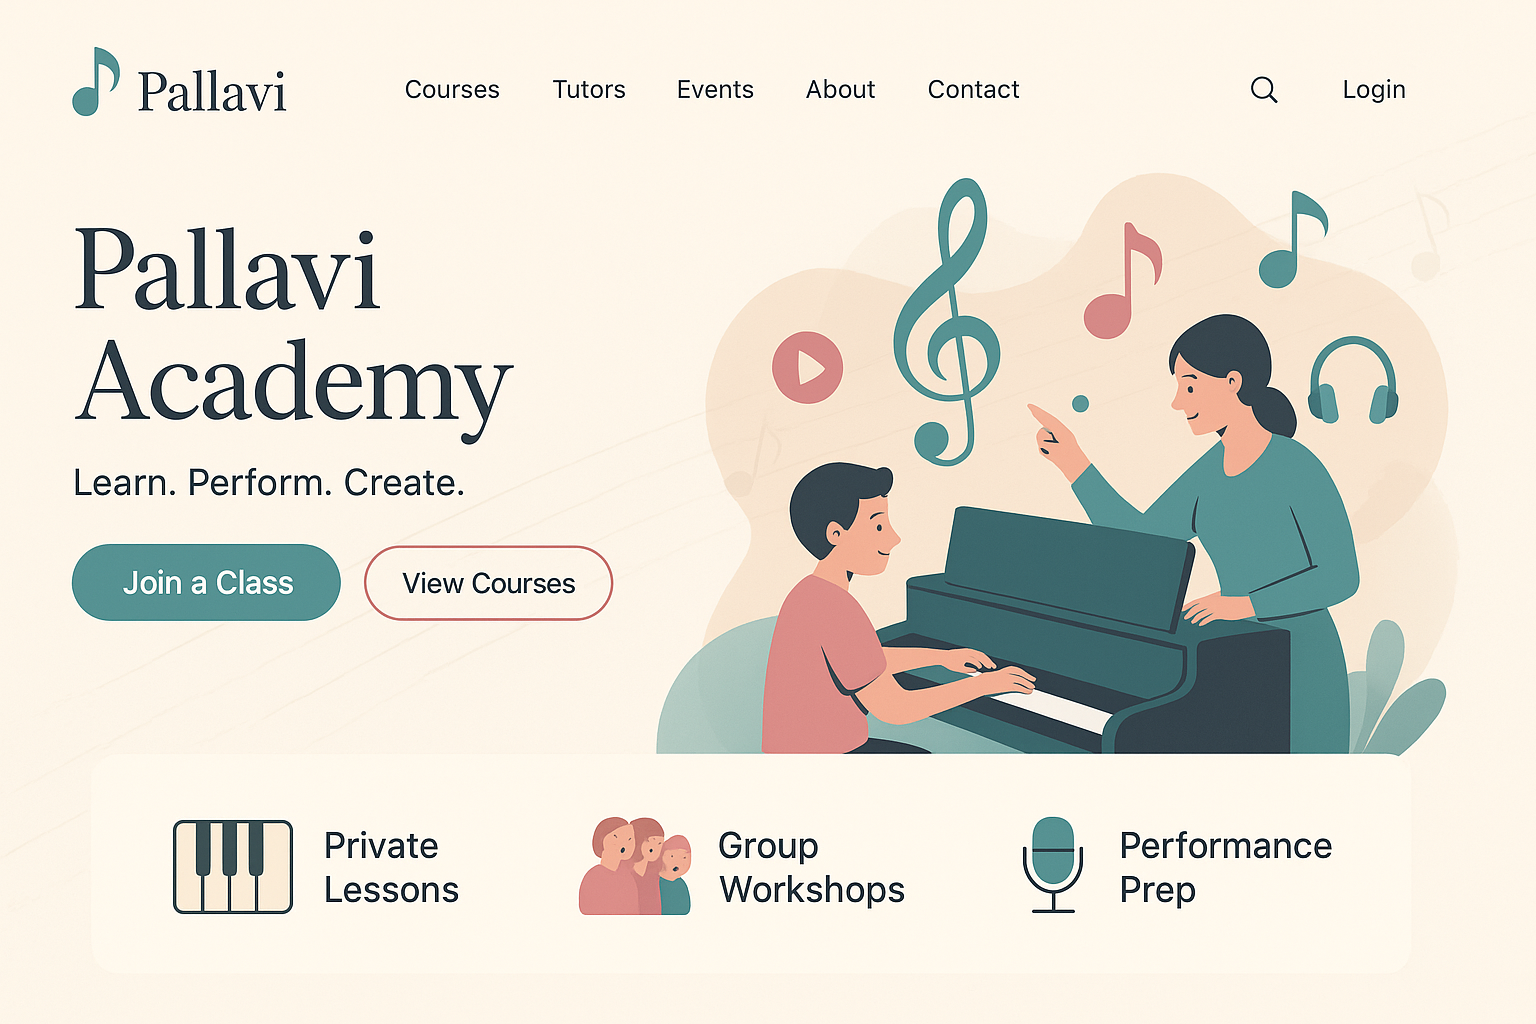 Pallavi
Courses Tutors Events About Contact Login
Pallavi
Academy
Learn. Perform. Create.
Join a Class View Courses
Private
Lessons
Group
Workshops
Performance
Prep